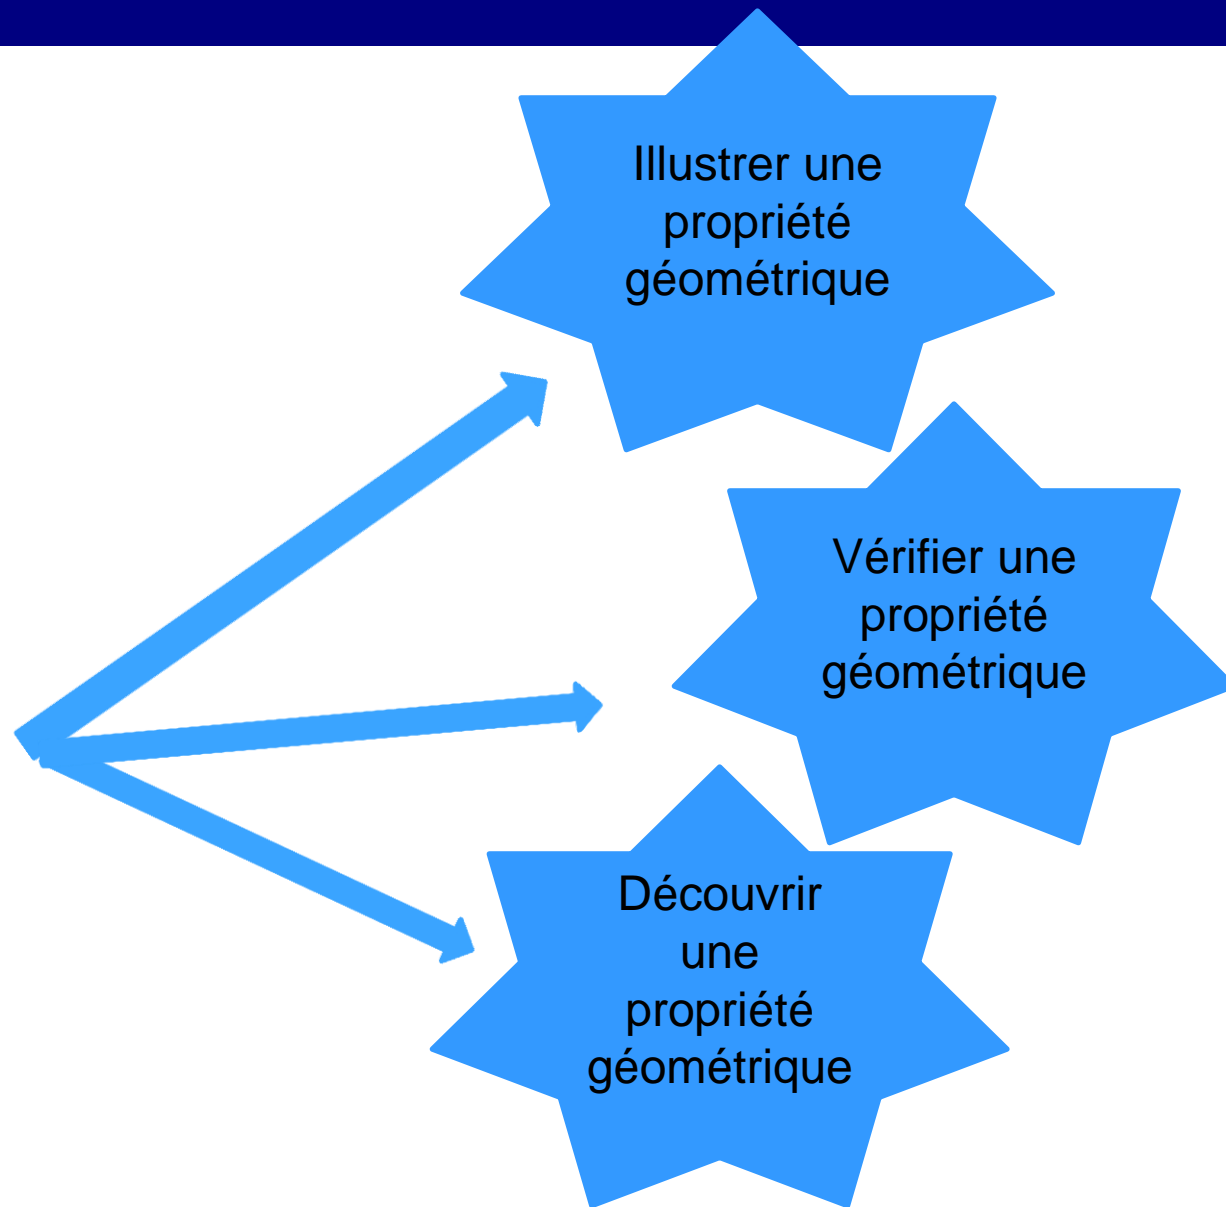 Illustrer une
propriété
géométrique
Vérifier une
propriété
géométrique
Découvrir
une
propriété
géométrique